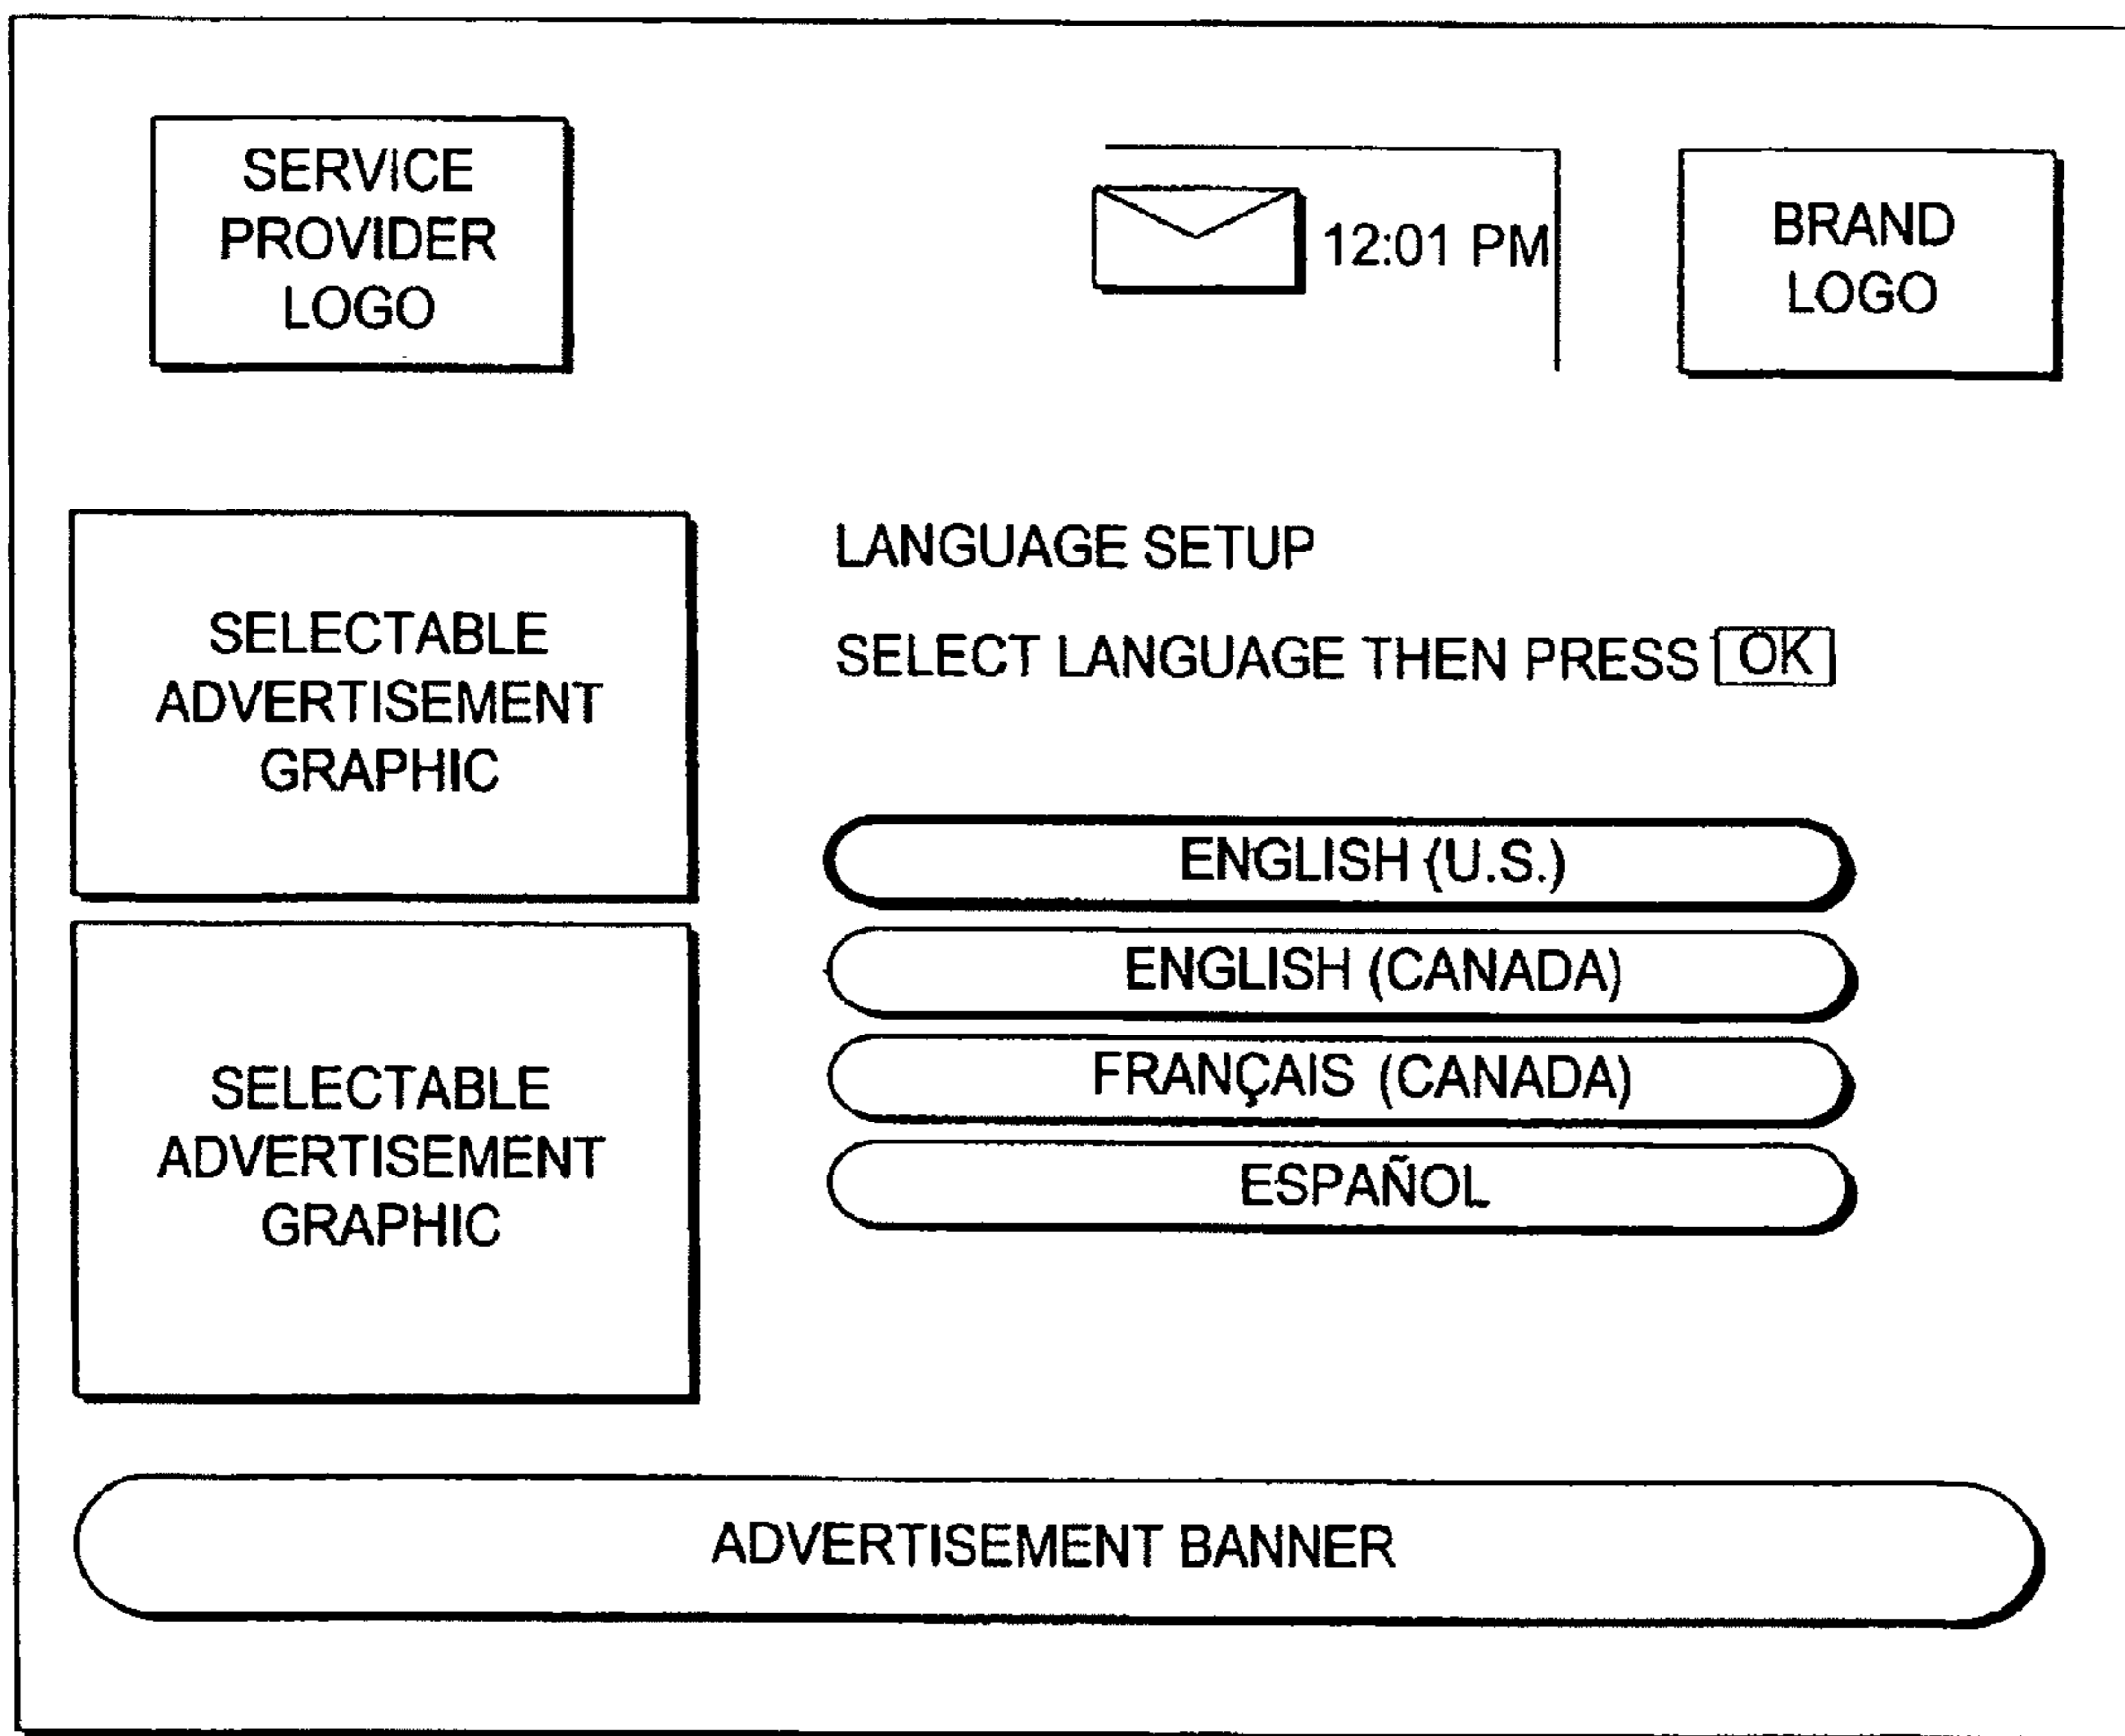 SERVICE
PROVIDER
LOGO
12:01 PM
BRAND
LOGO
SELECTABLE
ADVERTISEMENT
GRAPHIC
LANGUAGE SETUP
SELECT LANGUAGE THEN PRESS OK
ENGLISH (U.S.)
ENGLISH (CANADA)
FRANÇAIS (CANADA)
ESPAÑOL
SELECTABLE
ADVERTISEMENT
GRAPHIC
ADVERTISEMENT BANNER